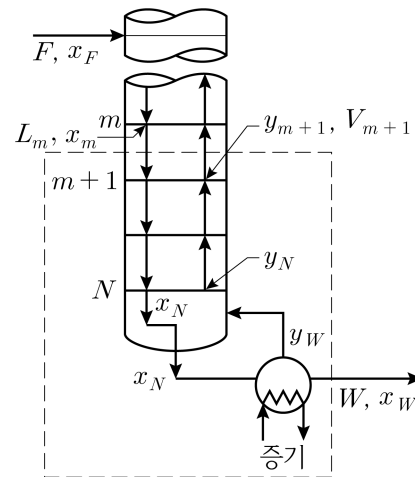 F, x_F
m
L_m, x_m
y_{m+1}, V_{m+1}
m+1
y_N
N
x_N
y_W
x_N
W, x_W
증기